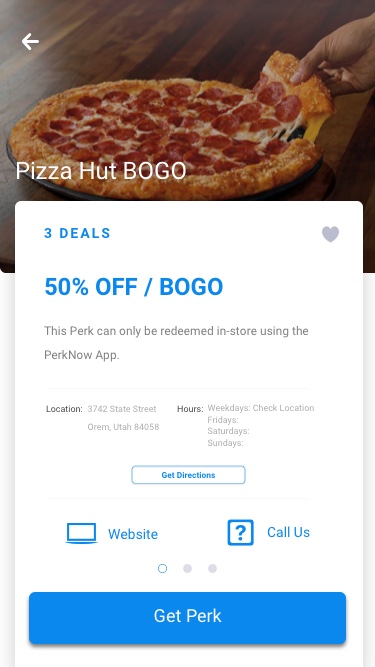 Pizza Hut BOGO
3 DEALS
50% OFF / BOGO
This Perk can only be redeemed in-store using the
PerkNow App.
Location: 3742 State Street
Orem, Utah 84058
Hours: Weekdays: Check Location
Fridays:
Saturdays:
Sundays:
Get Directions
Website
? Call Us
Get Perk